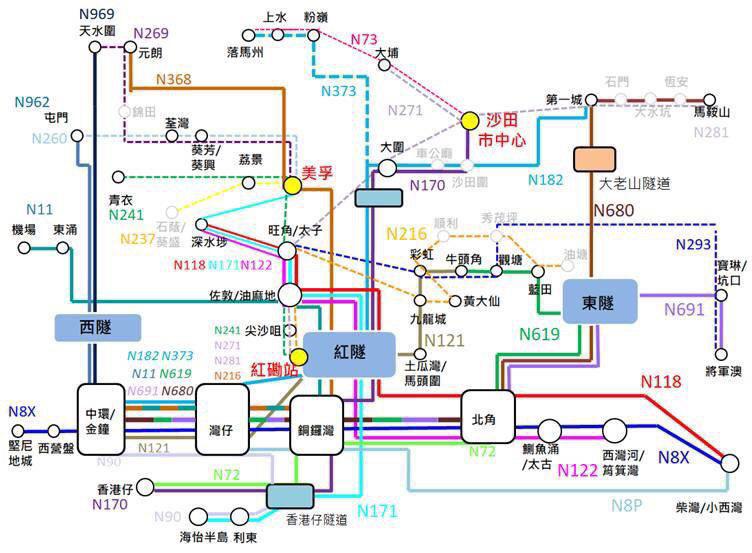 N969
天水圍
N269
元朗
上水
粉嶺
落馬州
N73
大埔
N368
N373
N271
沙田
市中心
第一城
石門
大水坑
恆安
馬鞍山
N281
N962
屯門
N260
錦田
荃灣
葵芳/
葵興
荔景
美孚
大圍
車公廟
沙田圍
N170
N182
大老山隧道
青衣
N241
石蔭/
葵盛
N237
深水埗
旺角/太子
N118
N171
N122
N11
機場
東涌
N216
順利
秀茂坪
N680
彩虹
牛頭角
觀塘
藍田
油塘
N293
寶琳/
坑口
佐敦/油麻地
黃大仙
九龍城
東隧
N691
西隧
尖沙咀
N241
N271
N281
N216
紅磡站
紅隧
N121
土瓜灣/
馬頭圍
N619
將軍澳
N182
N373
N11
N619
N691
N680
N118
N8X
堅尼
地城
西營盤
中環/
金鐘
灣仔
銅鑼灣
北角
N121
N90
N72
N72
鰂魚涌
/太古
西灣河/
筲箕灣
N8X
N122
柴灣/小西灣
香港仔
N170
香港仔隧道
N171
N8P
N90
海怡半島
利東